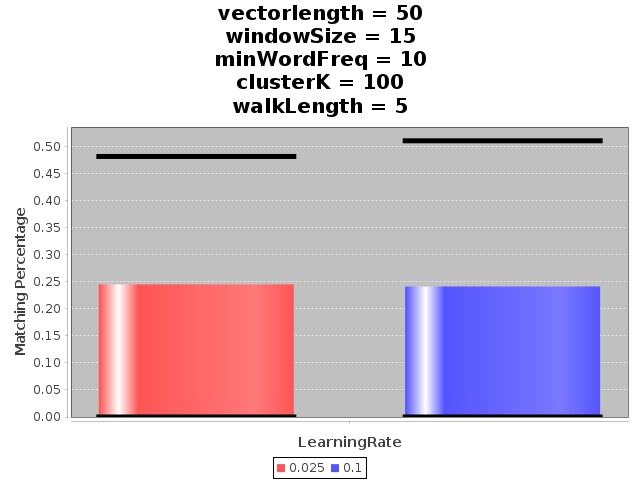 vectorlength = 50
windowSize = 15
minWordFreq = 10
clusterK = 100
walkLength = 5
Matching Percentage
0.50
0.45
0.40
0.35
0.30
0.25
0.20
0.15
0.10
0.05
0.00
LearningRate
0.025 0.1